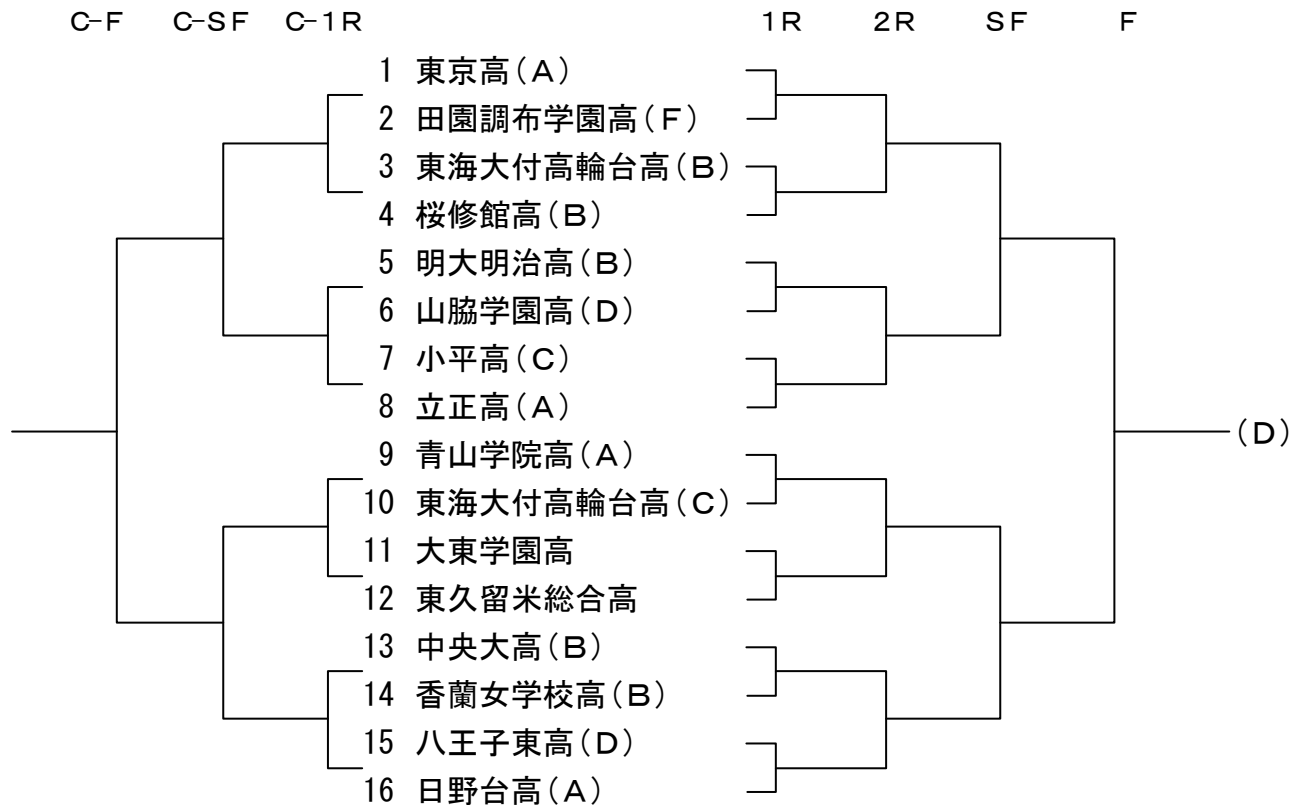 C-F C-SF C-1R 1R 2R SF F
1 東京高(A)
2 田園調布学園高(F)
3 東海大付高輪台高(B)
4 桜修館高(B)
5 明大明治高(B)
6 山脇学園高(D)
7 小平高(C)
8 立正高(A)
(D)
9 青山学院高(A)
10 東海大付高輪台高(C)
11 大東学園高
12 東久留米総合高
13 中央大高(B)
14 香蘭女学校高(B)
15 八王子東高(D)
16 日野台高(A)